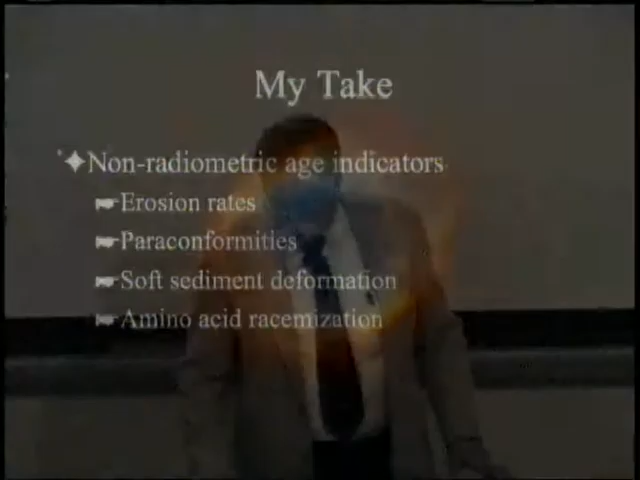 My Take
Non-radiometric age indicators
Erosion rates
Paraconformities
Soft sediment deformation
Amino acid racemization